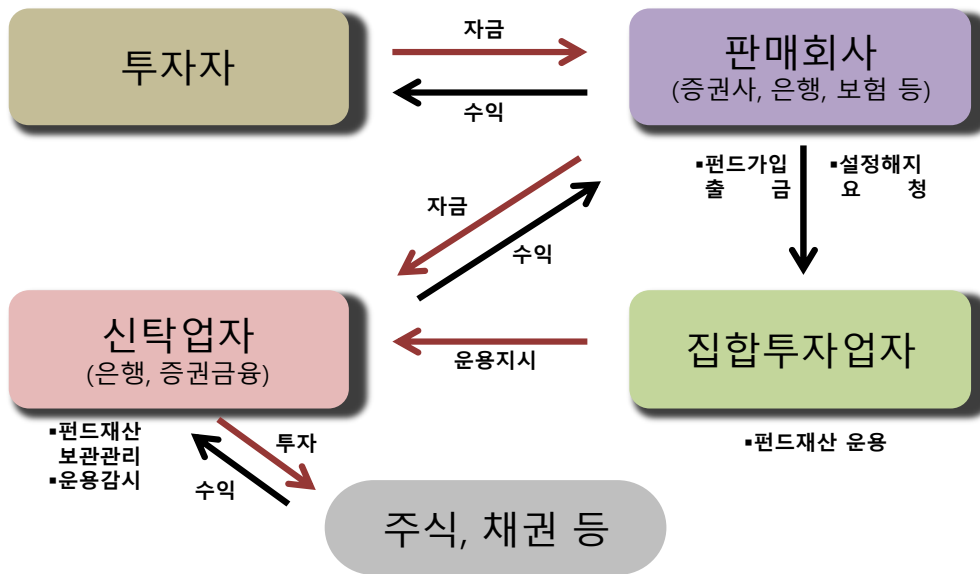 투자자
자금
수익
판매회사
(증권사, 은행, 보험 등)
▪펀드가입
출 금
▪설정해지
요 청
자금
수익
신탁업자
(은행, 증권금융)
운용지시
집합투자업자
▪펀드재산
보관관리
▪운용감시
투자
수익
▪펀드재산 운용
주식, 채권 등